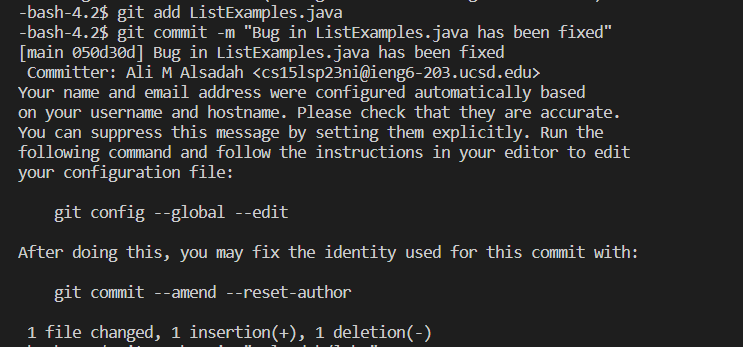 -bash-4.2$ git add ListExamples.java
-bash-4.2$ git commit -m "Bug in ListExamples.java has been fixed"
[main 050d30d] Bug in ListExamples.java has been fixed
Committer: Ali M Alsadah <cs15lsp23ni@ieng6-203.ucsd.edu>
Your name and email address were configured automatically based
on your username and hostname. Please check that they are accurate.
You can suppress this message by setting them explicitly. Run the
following command and follow the instructions in your editor to edit
your configuration file:
git config --global --edit
After doing this, you may fix the identity used for this commit with:
git commit --amend --reset-author
1 file changed, 1 insertion(+), 1 deletion(-)